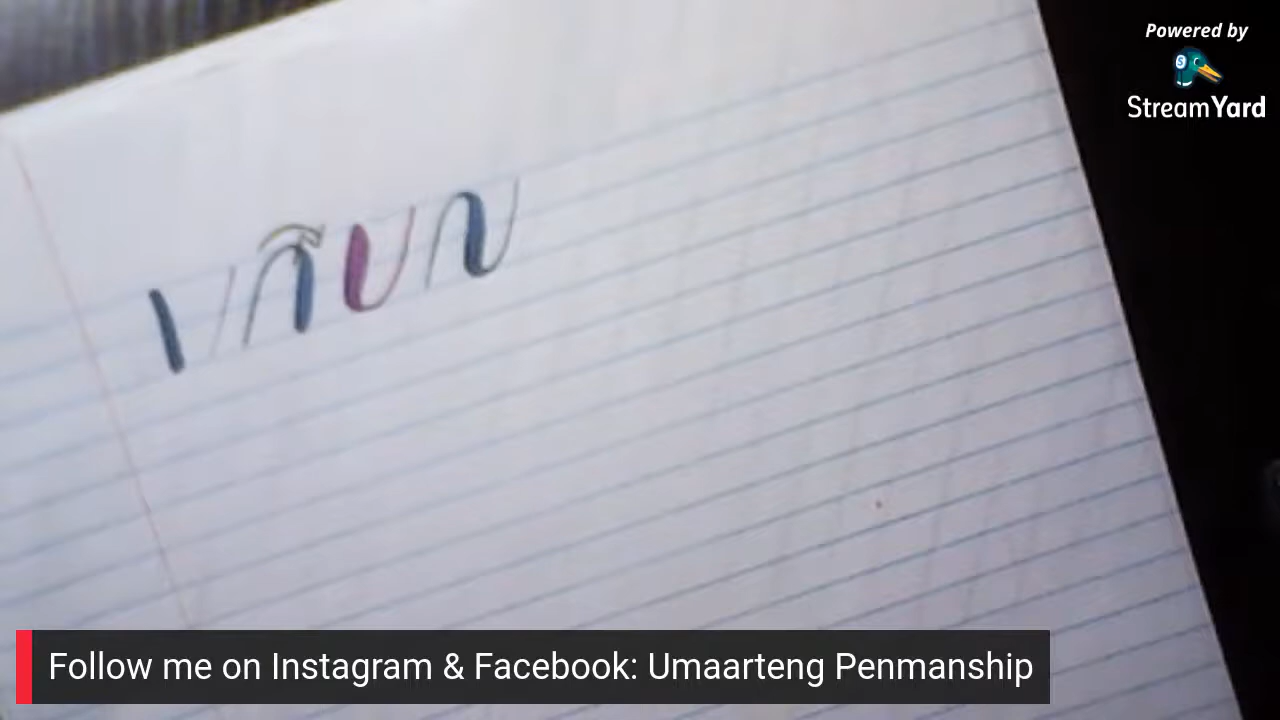 Powered by
StreamYard
Follow me on Instagram & Facebook: Umaarteng Penmanship